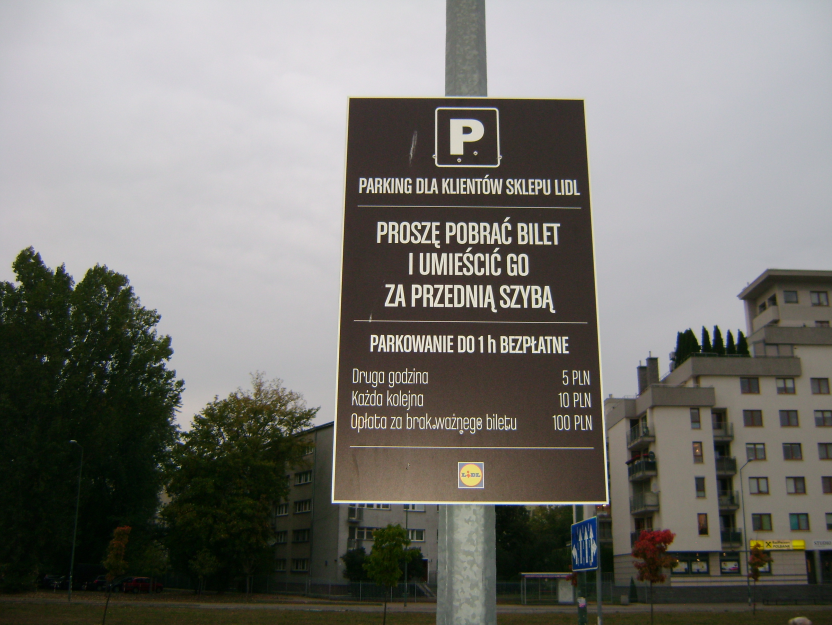 P
PARKING DLA KLIENTÓW SKLEPU LIDL
PROSZĘ POBRAĆ BILET
I UMIEŚCIĆ GO
ZA PRZEDNIĄ SZYBĄ
PARKOWANIE DO 1 h BEZPŁATNE
Druga godzina 5 PLN
Każda kolejna 10 PLN
Opłata za brak ważnego biletu 100 PLN
LIDL